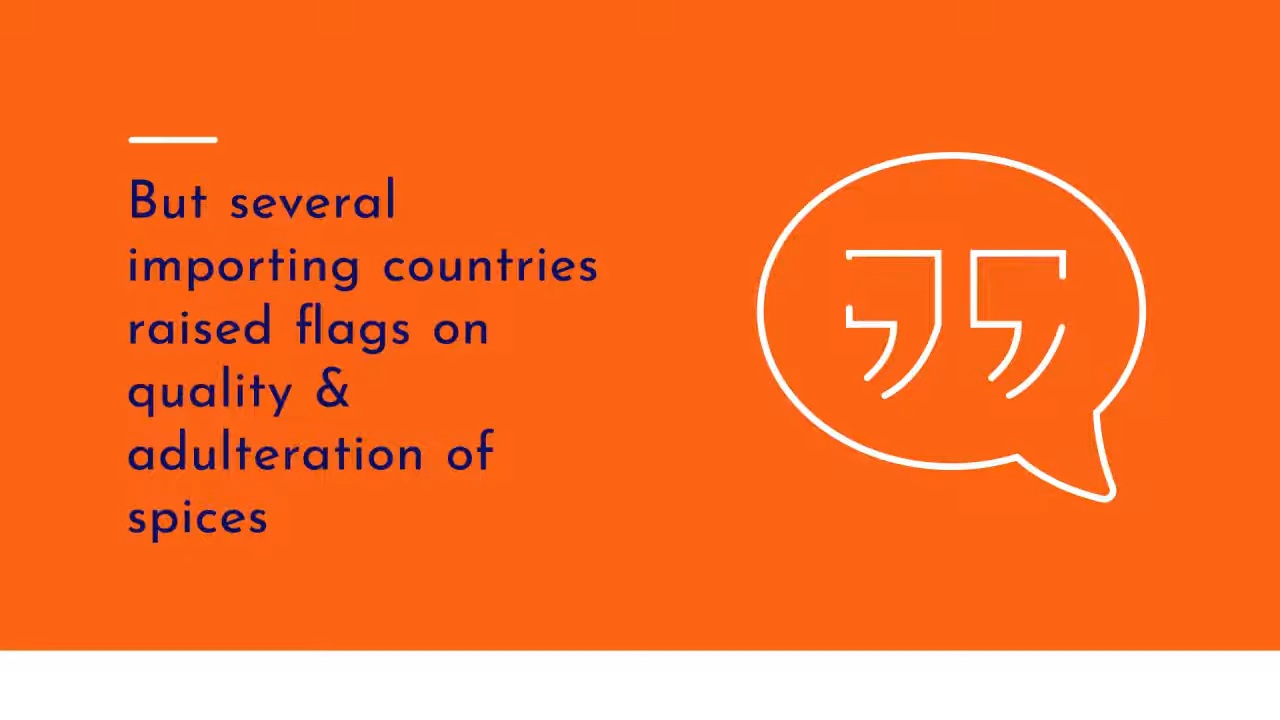 But several
importing countries
raised flags on
quality &
adulteration of
spices